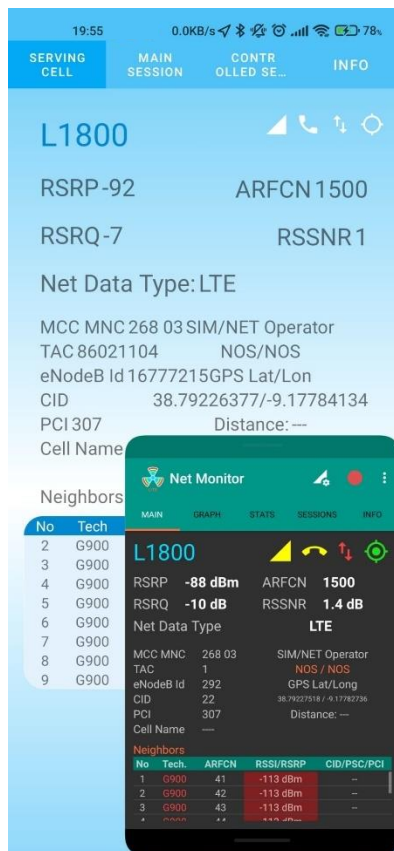 19:55 0.0KB/s 78%
SERVING CELL MAIN SESSION CONTR OLLED SE... INFO
L1800
RSRP-92 ARFCN 1500
RSRQ-7 RSSNR 1
Net Data Type: LTE
MCC MNC 268 03 SIM/NET Operator
TAC 86021104 NOS/NOS
eNodeB Id 16777215GPS Lat/Lon
CID 38.79226377/-9.17784134
PCI 307 Distance: ---
Cell Name
Neighbors
No Tech
2 G900
3 G900
4 G900
5 G900
6 G900
7 G900
8 G900
9 G900
Net Monitor
MAIN GRAPH STATS SESSIONS INFO
L1800
RSRP -88 dBm ARFCN 1500
RSRQ -10 dB RSSNR 1.4 dB
Net Data Type LTE
MCC MNC 268 03 SIM/NET Operator
TAC 1 NOS / NOS
eNodeB Id 292 GPS Lat/Long
CID 22 38.79227518 / -9.17782736
PCI 307 Distance: ---
Cell Name ---
Neighbors
No Tech. ARFCN RSSI/RSRP CID/PSC/PCI
1 G900 41 -113 dBm --
2 G900 42 -113 dBm --
3 G900 43 -113 dBm --